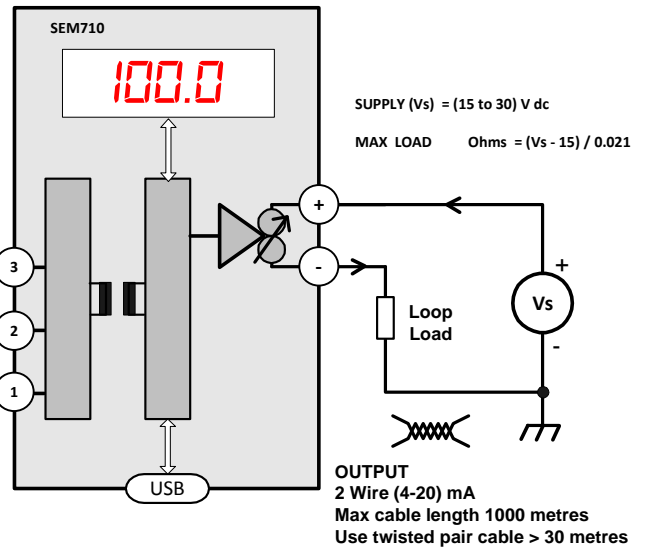 SEM710
100.0
SUPPLY (Vs) = (15 to 30) V dc
MAX LOAD Ohms = (Vs - 15) / 0.021
+
-
3
2
1
Loop
Load
+
Vs
-
USB
OUTPUT
2 Wire (4-20) mA
Max cable length 1000 metres
Use twisted pair cable > 30 metres